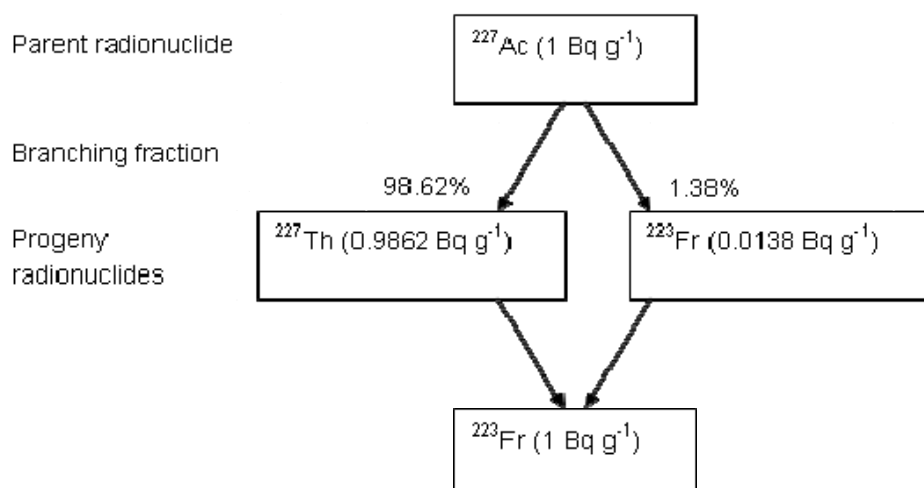 Parent radionuclide
²²⁷Ac (1 Bq g⁻¹)
Branching fraction
98.62%
1.38%
Progeny
radionuclides
²²⁷Th (0.9862 Bq g⁻¹)
²²³Fr (0.0138 Bq g⁻¹)
²²³Fr (1 Bq g⁻¹)